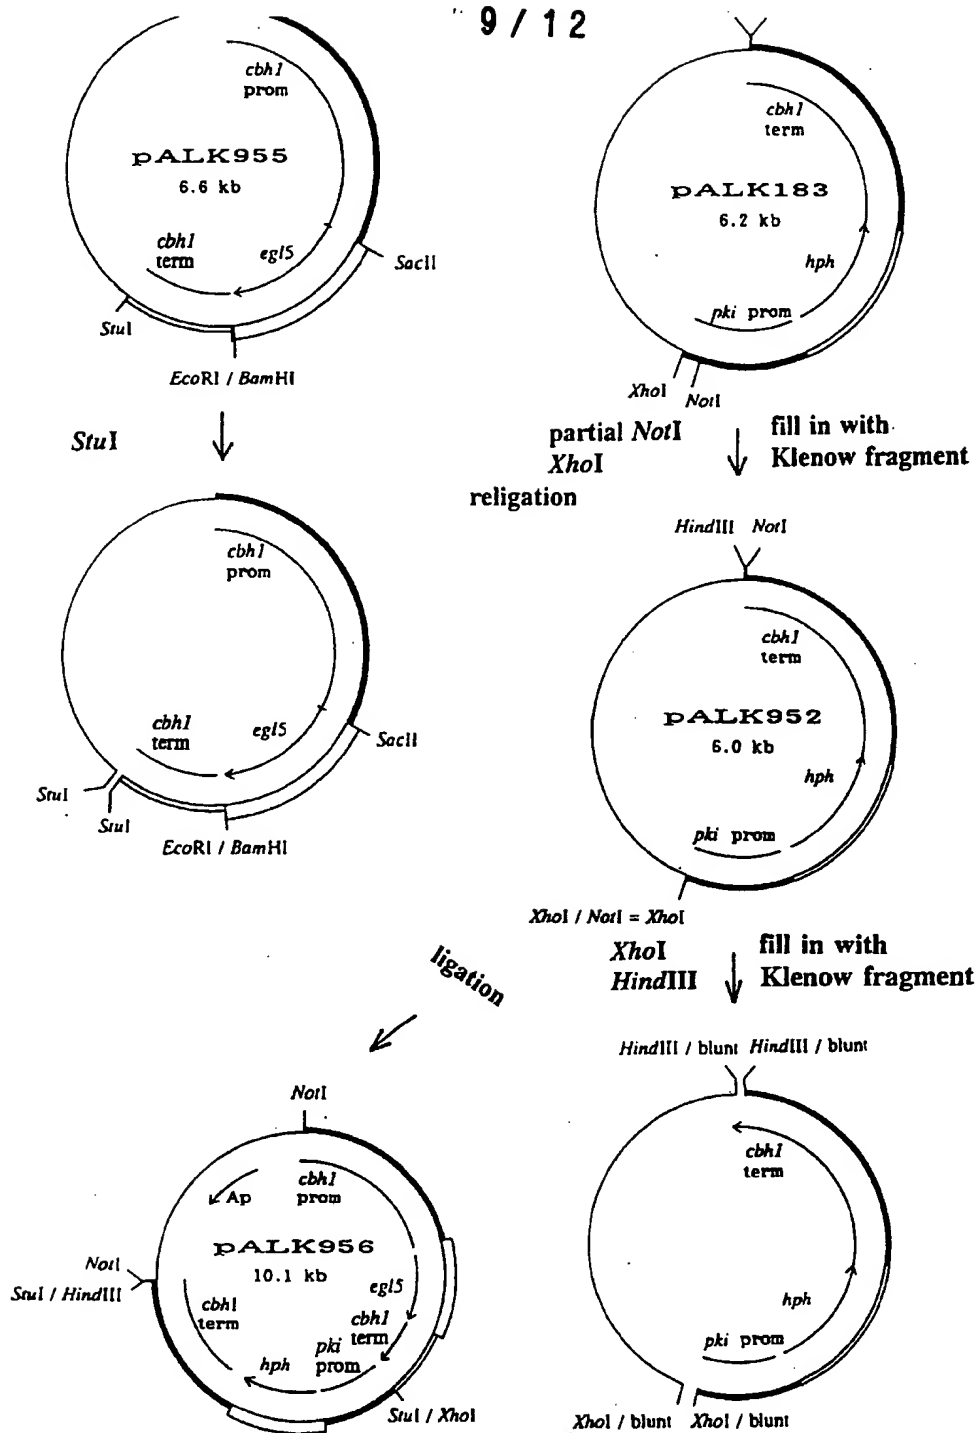 9 / 12
cbh1
prom
pALK955
6.6 kb
cbh1
term
egl5
SacII
StuI
EcoRI / BamHI
StuI
cbh1
prom
cbh1
term
egl5
SacII
StuI
StuI
EcoRI / BamHI
cbh1
term
pALK183
6.2 kb
hph
pki prom
XhoI
NotI
partial NotI
XhoI
religation
fill in with
Klenow fragment
HindIII NotI
cbh1
term
pALK952
6.0 kb
hph
pki prom
XhoI / NotI = XhoI
XhoI
HindIII
fill in with
Klenow fragment
ligation
HindIII / blunt HindIII / blunt
cbh1
term
hph
pki prom
XhoI / blunt XhoI / blunt
NotI
Ap
cbh1
prom
pALK956
10.1 kb
NotI
StuI / HindIII
egl5
cbh1
term
cbh1
term
pki
prom
hph
StuI / XhoI